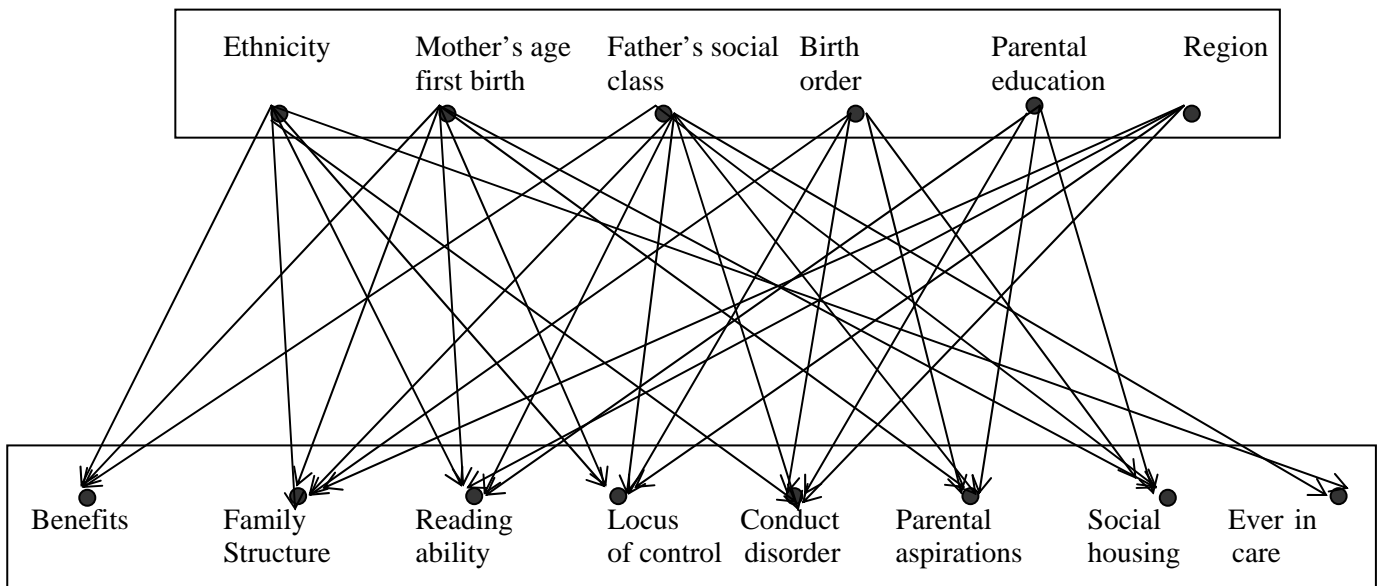 Ethnicity
Mother’s age
first birth
Father’s social
class
Birth
order
Parental
education
Region
Benefits
Family
Structure
Reading
ability
Locus
of control
Conduct
disorder
Parental
aspirations
Social
housing
Ever in
care